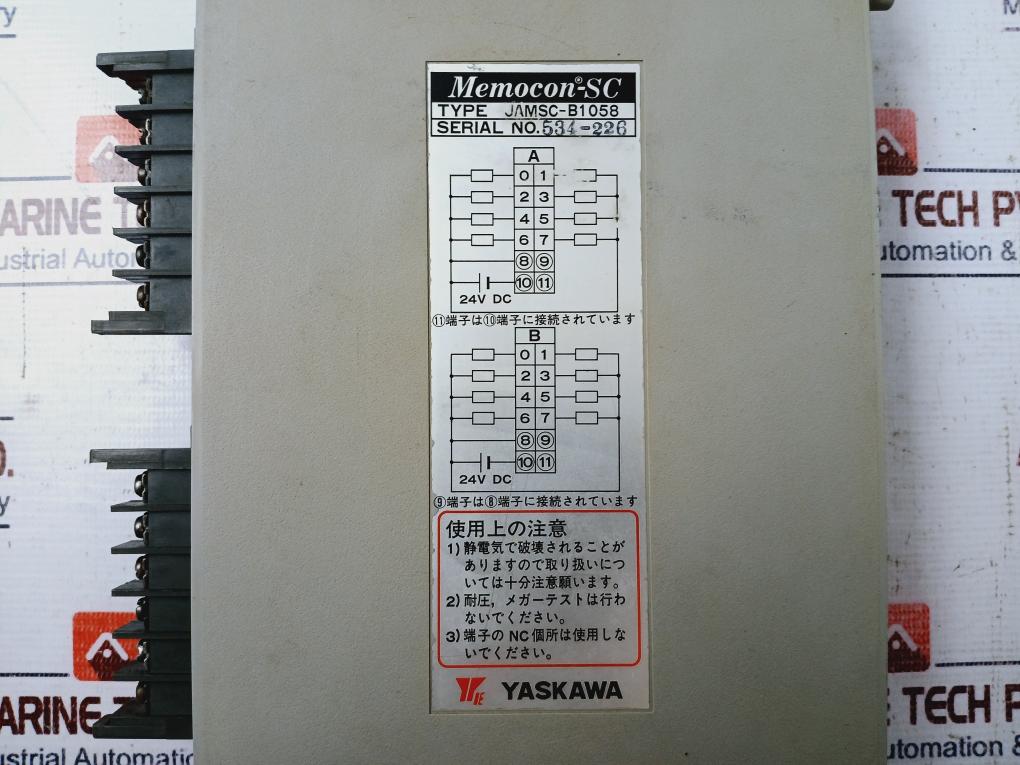 Memocon®-SC
TYPE JAMSC-B1058
SERIAL NO. 534-226
A
0 1
2 3
4 5
6 7
⑧ ⑨
⑩ ⑪
24V DC
⑪端子は⑩端子に接続されています
B
0 1
2 3
4 5
6 7
⑧ ⑨
⑩ ⑪
24V DC
⑨端子は⑧端子に接続されています
使用上の注意
1) 静電気で破壊されることが
ありますので取り扱いにつ
いては十分注意願います。
2) 耐圧，メガーテストは行わ
ないでください。
3) 端子の NC 個所は使用しな
いでください。
YASKAWA
ARINE T
ustrial Autom
TECH PV
utomation &
ARINE T
ustrial Automatic
TECH PV
utomation &